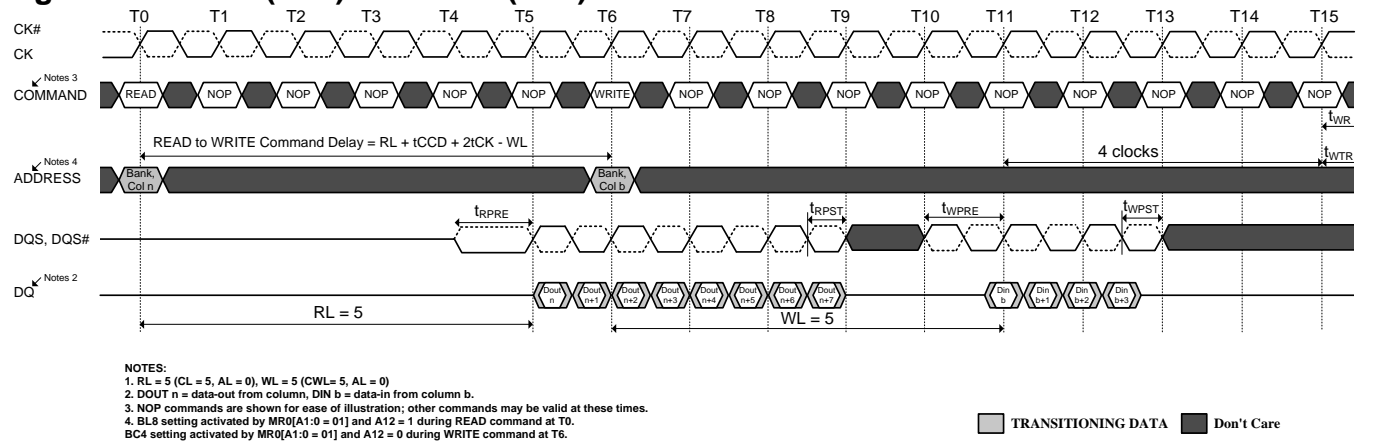 T0 T1 T2 T3 T4 T5 T6 T7 T8 T9 T10 T11 T12 T13 T14 T15
CK#
CK
Notes 3
COMMAND
READ NOP NOP NOP NOP NOP WRITE NOP NOP NOP NOP NOP NOP NOP NOP NOP
tWR
READ to WRITE Command Delay = RL + tCCD + 2tCK - WL
4 clocks
tWTR
Notes 4
ADDRESS
Bank, Col n
Bank, Col b
tRPRE
tRPST
tWPRE
tWPST
DQS, DQS#
Notes 2
DQ
Dout n
Dout n+1
Dout n+2
Dout n+3
Dout n+4
Dout n+5
Dout n+6
Dout n+7
Din b
Din b+1
Din b+2
Din b+3
RL = 5
WL = 5
NOTES:
1. RL = 5 (CL = 5, AL = 0), WL = 5 (CWL= 5, AL = 0)
2. DOUT n = data-out from column, DIN b = data-in from column b.
3. NOP commands are shown for ease of illustration; other commands may be valid at these times.
4. BL8 setting activated by MR0[A1:0 = 01] and A12 = 1 during READ command at T0.
BC4 setting activated by MR0[A1:0 = 01] and A12 = 0 during WRITE command at T6.
TRANSITIONING DATA
Don't Care